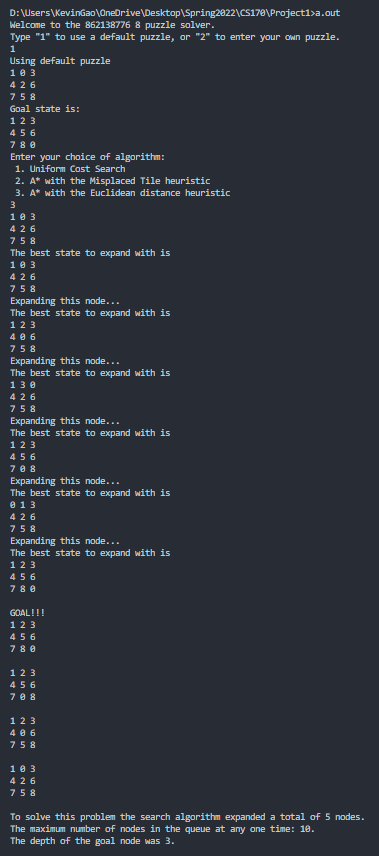 D:\Users\KevinGao\OneDrive\Desktop\Spring2022\CS170\Project1>a.out
Welcome to the 862138776 8 puzzle solver.
Type "1" to use a default puzzle, or "2" to enter your own puzzle.
1
Using default puzzle
1 0 3
4 2 6
7 5 8
Goal state is:
1 2 3
4 5 6
7 8 0
Enter your choice of algorithm:
1. Uniform Cost Search
2. A* with the Misplaced Tile heuristic
3. A* with the Euclidean distance heuristic
3
1 0 3
4 2 6
7 5 8
The best state to expand with is
1 0 3
4 2 6
7 5 8
Expanding this node...
The best state to expand with is
1 2 3
4 0 6
7 5 8
Expanding this node...
The best state to expand with is
1 3 0
4 2 6
7 5 8
Expanding this node...
The best state to expand with is
1 2 3
4 5 6
7 0 8
Expanding this node...
The best state to expand with is
0 1 3
4 2 6
7 5 8
Expanding this node...
The best state to expand with is
1 2 3
4 5 6
7 8 0
GOAL!!!
1 2 3
4 5 6
7 8 0
1 2 3
4 5 6
7 0 8
1 2 3
4 0 6
7 5 8
1 0 3
4 2 6
7 5 8
To solve this problem the search algorithm expanded a total of 5 nodes.
The maximum number of nodes in the queue at any one time: 10.
The depth of the goal node was 3.